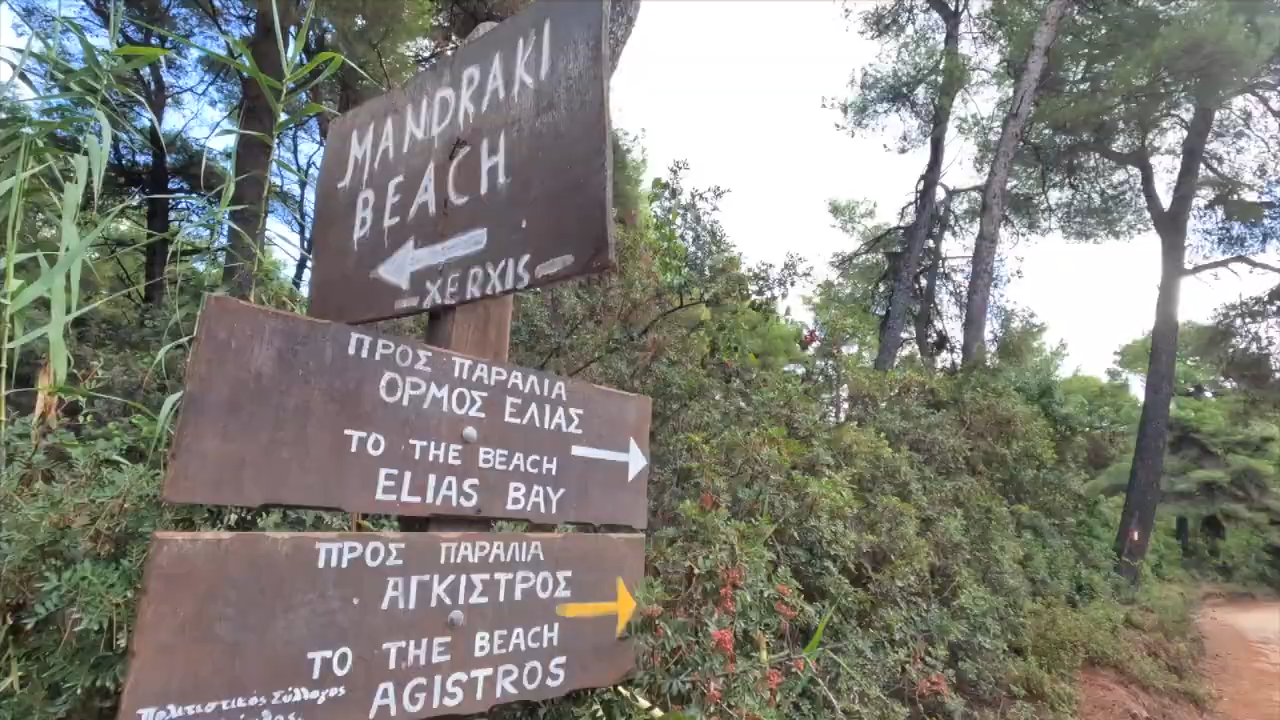 MANDRAKI
BEACH
XERXIS
ΠΡΟΣ ΠΑΡΑΛΙΑ
ΟΡΜΟΣ ΕΛΙΑΣ
TO THE BEACH
ELIAS BAY
ΠΡΟΣ ΠΑΡΑΛΙΑ
ΑΓΚΙΣΤΡΟΣ
TO THE BEACH
AGISTROS
Πολιτιστικός Σύλλογος